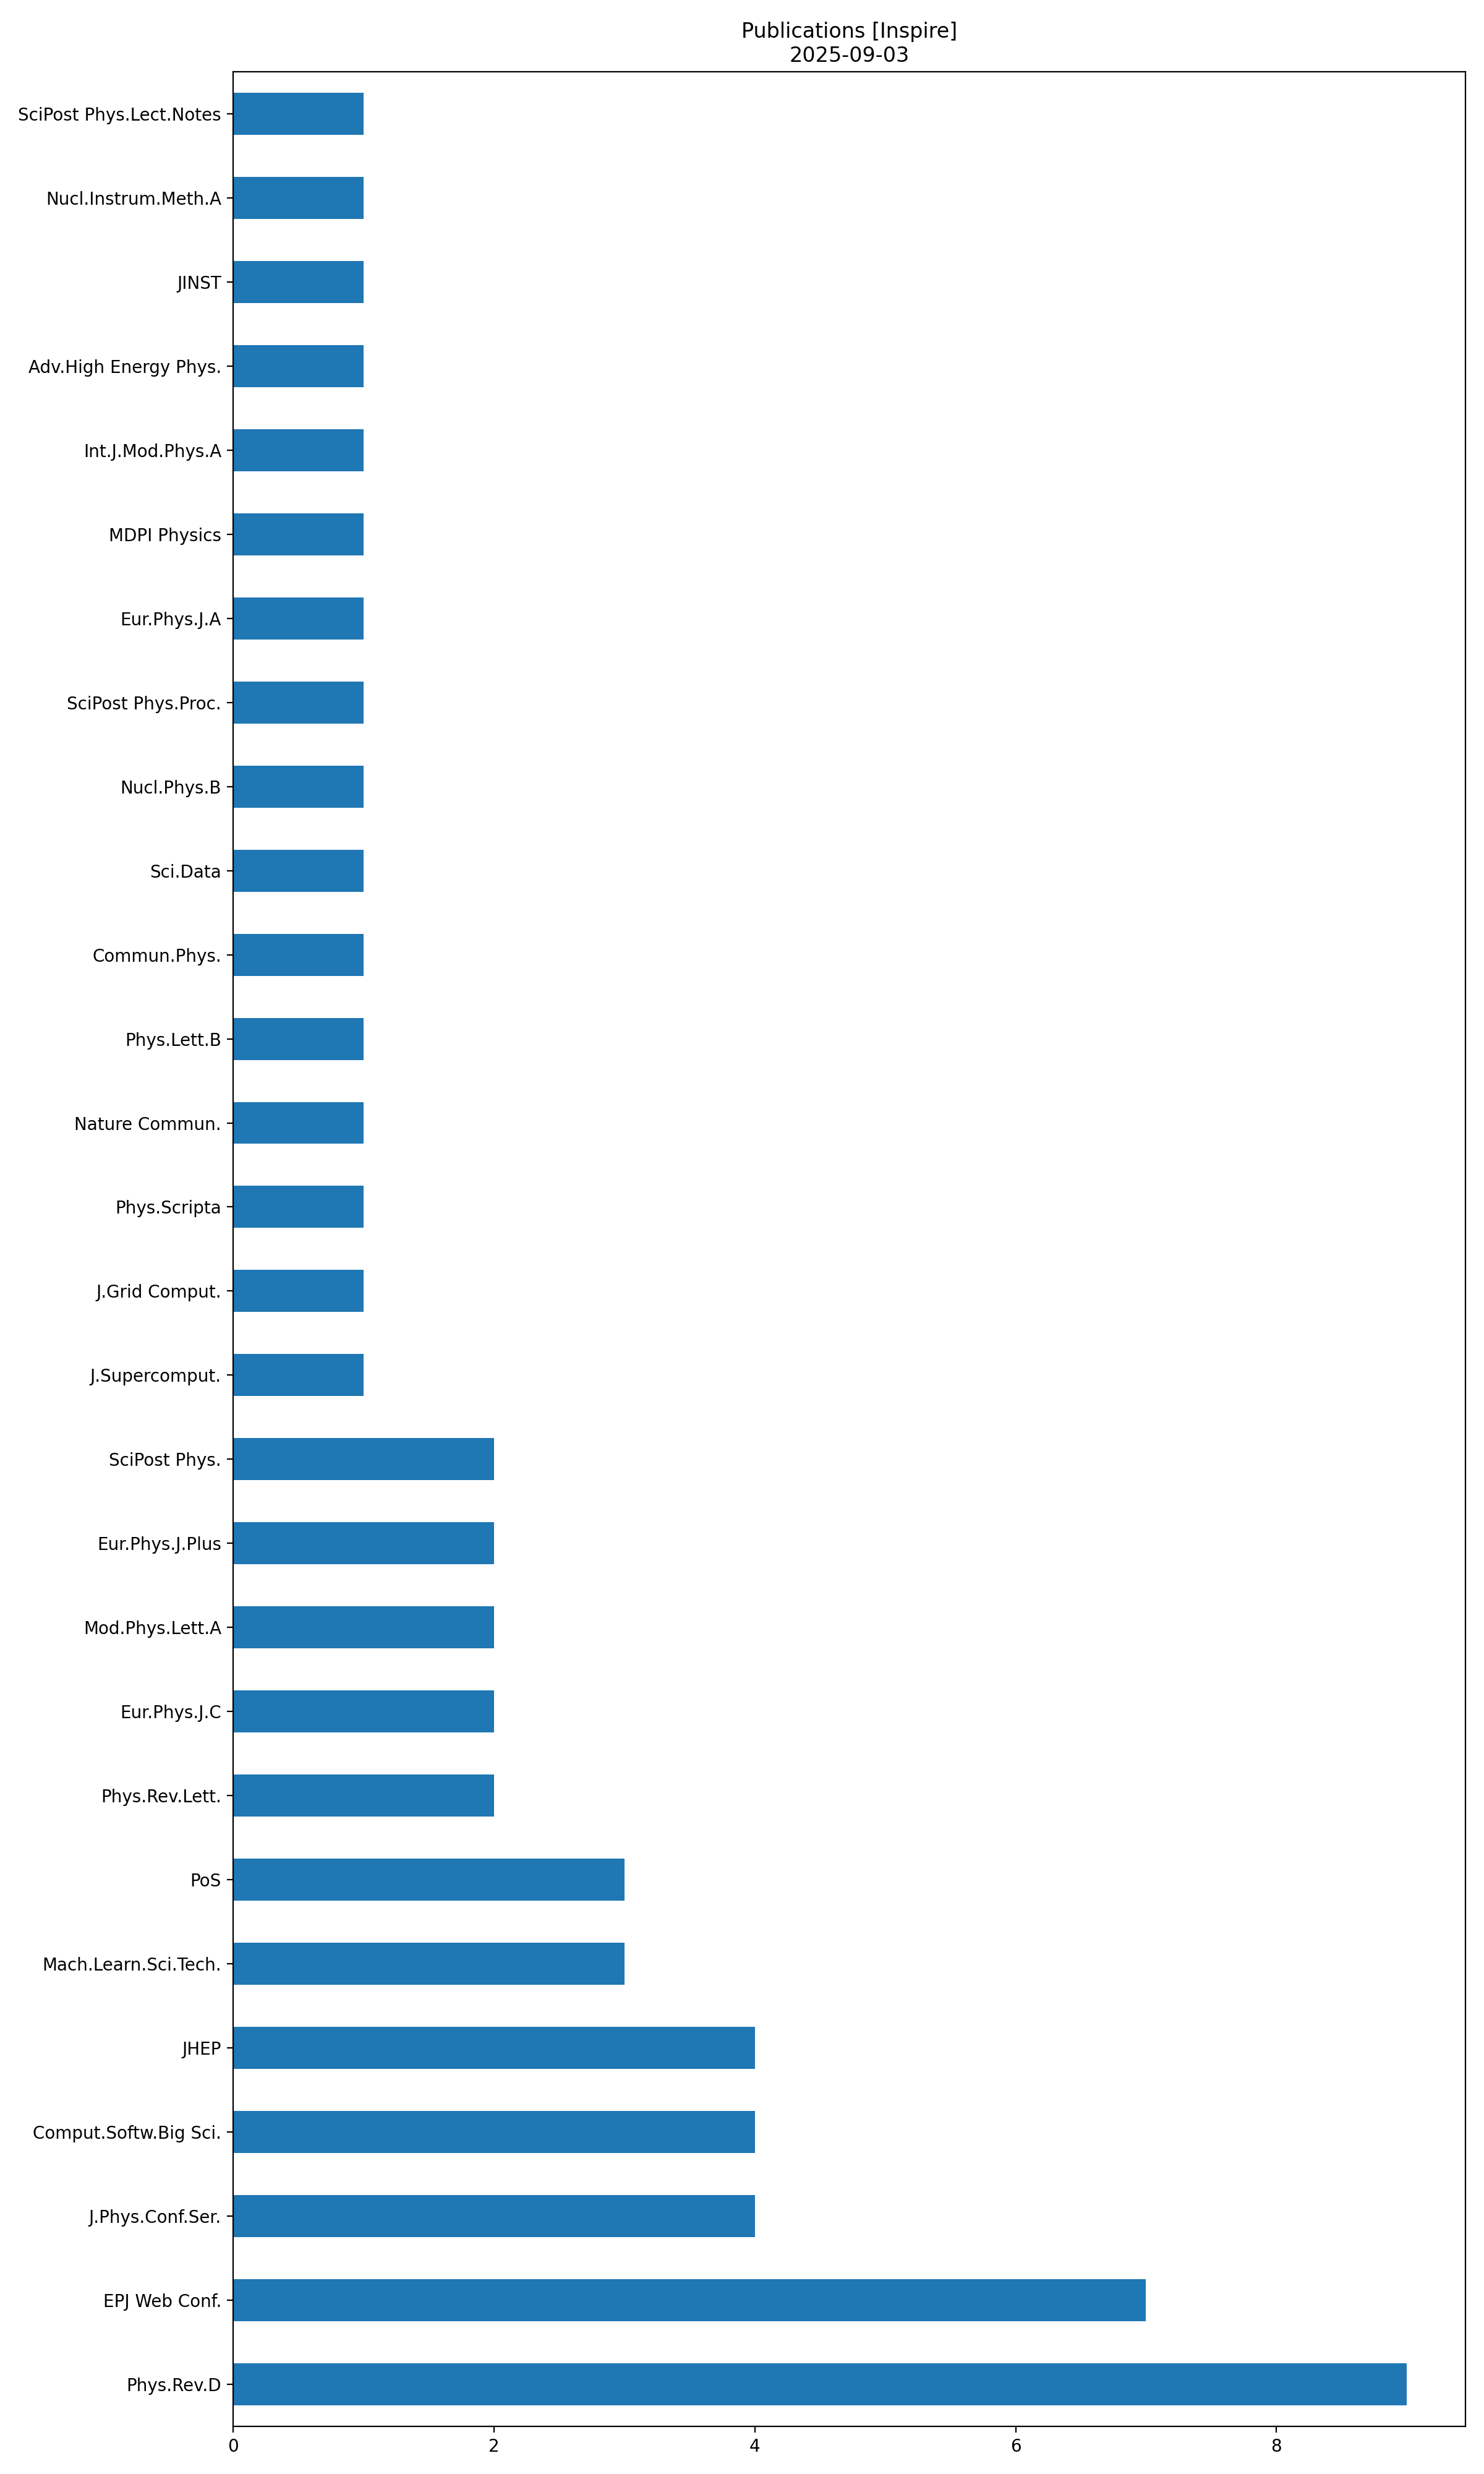 Publications [Inspire]
2025-09-03
SciPost Phys.Lect.Notes
Nucl.Instrum.Meth.A
JINST
Adv.High Energy Phys.
Int.J.Mod.Phys.A
MDPI Physics
Eur.Phys.J.A
SciPost Phys.Proc.
Nucl.Phys.B
Sci.Data
Commun.Phys.
Phys.Lett.B
Nature Commun.
Phys.Scripta
J.Grid Comput.
J.Supercomput.
SciPost Phys.
Eur.Phys.J.Plus
Mod.Phys.Lett.A
Eur.Phys.J.C
Phys.Rev.Lett.
PoS
Mach.Learn.Sci.Tech.
JHEP
Comput.Softw.Big Sci.
J.Phys.Conf.Ser.
EPJ Web Conf.
Phys.Rev.D
0 2 4 6 8